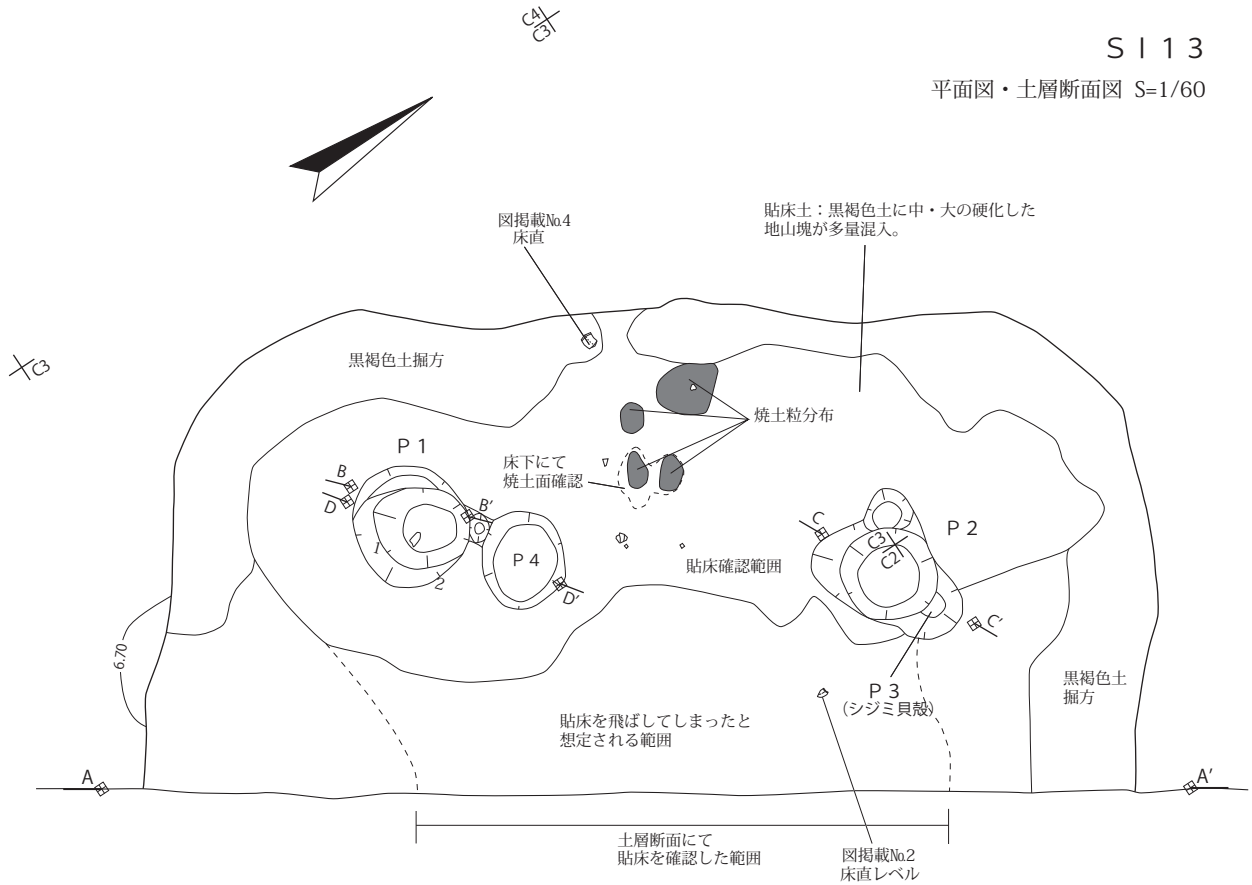 C4
C3
ＳＩ１３
平面図・土層断面図 S=1/60
図掲載№4
床直
貼床土：黒褐色土に中・大の硬化した
地山塊が多量混入。
C3
黒褐色土掘方
焼土粒分布
Ｐ１
床下にて
焼土面確認
B
D
B′
C
Ｐ２
C3
C2
1
Ｐ４
2
貼床確認範囲
D′
C′
6.70
黒褐色土
掘方
Ｐ３
（シジミ貝殻）
貼床を飛ばしてしまったと
想定される範囲
A
A′
土層断面にて
貼床を確認した範囲
図掲載№2
床直レベル